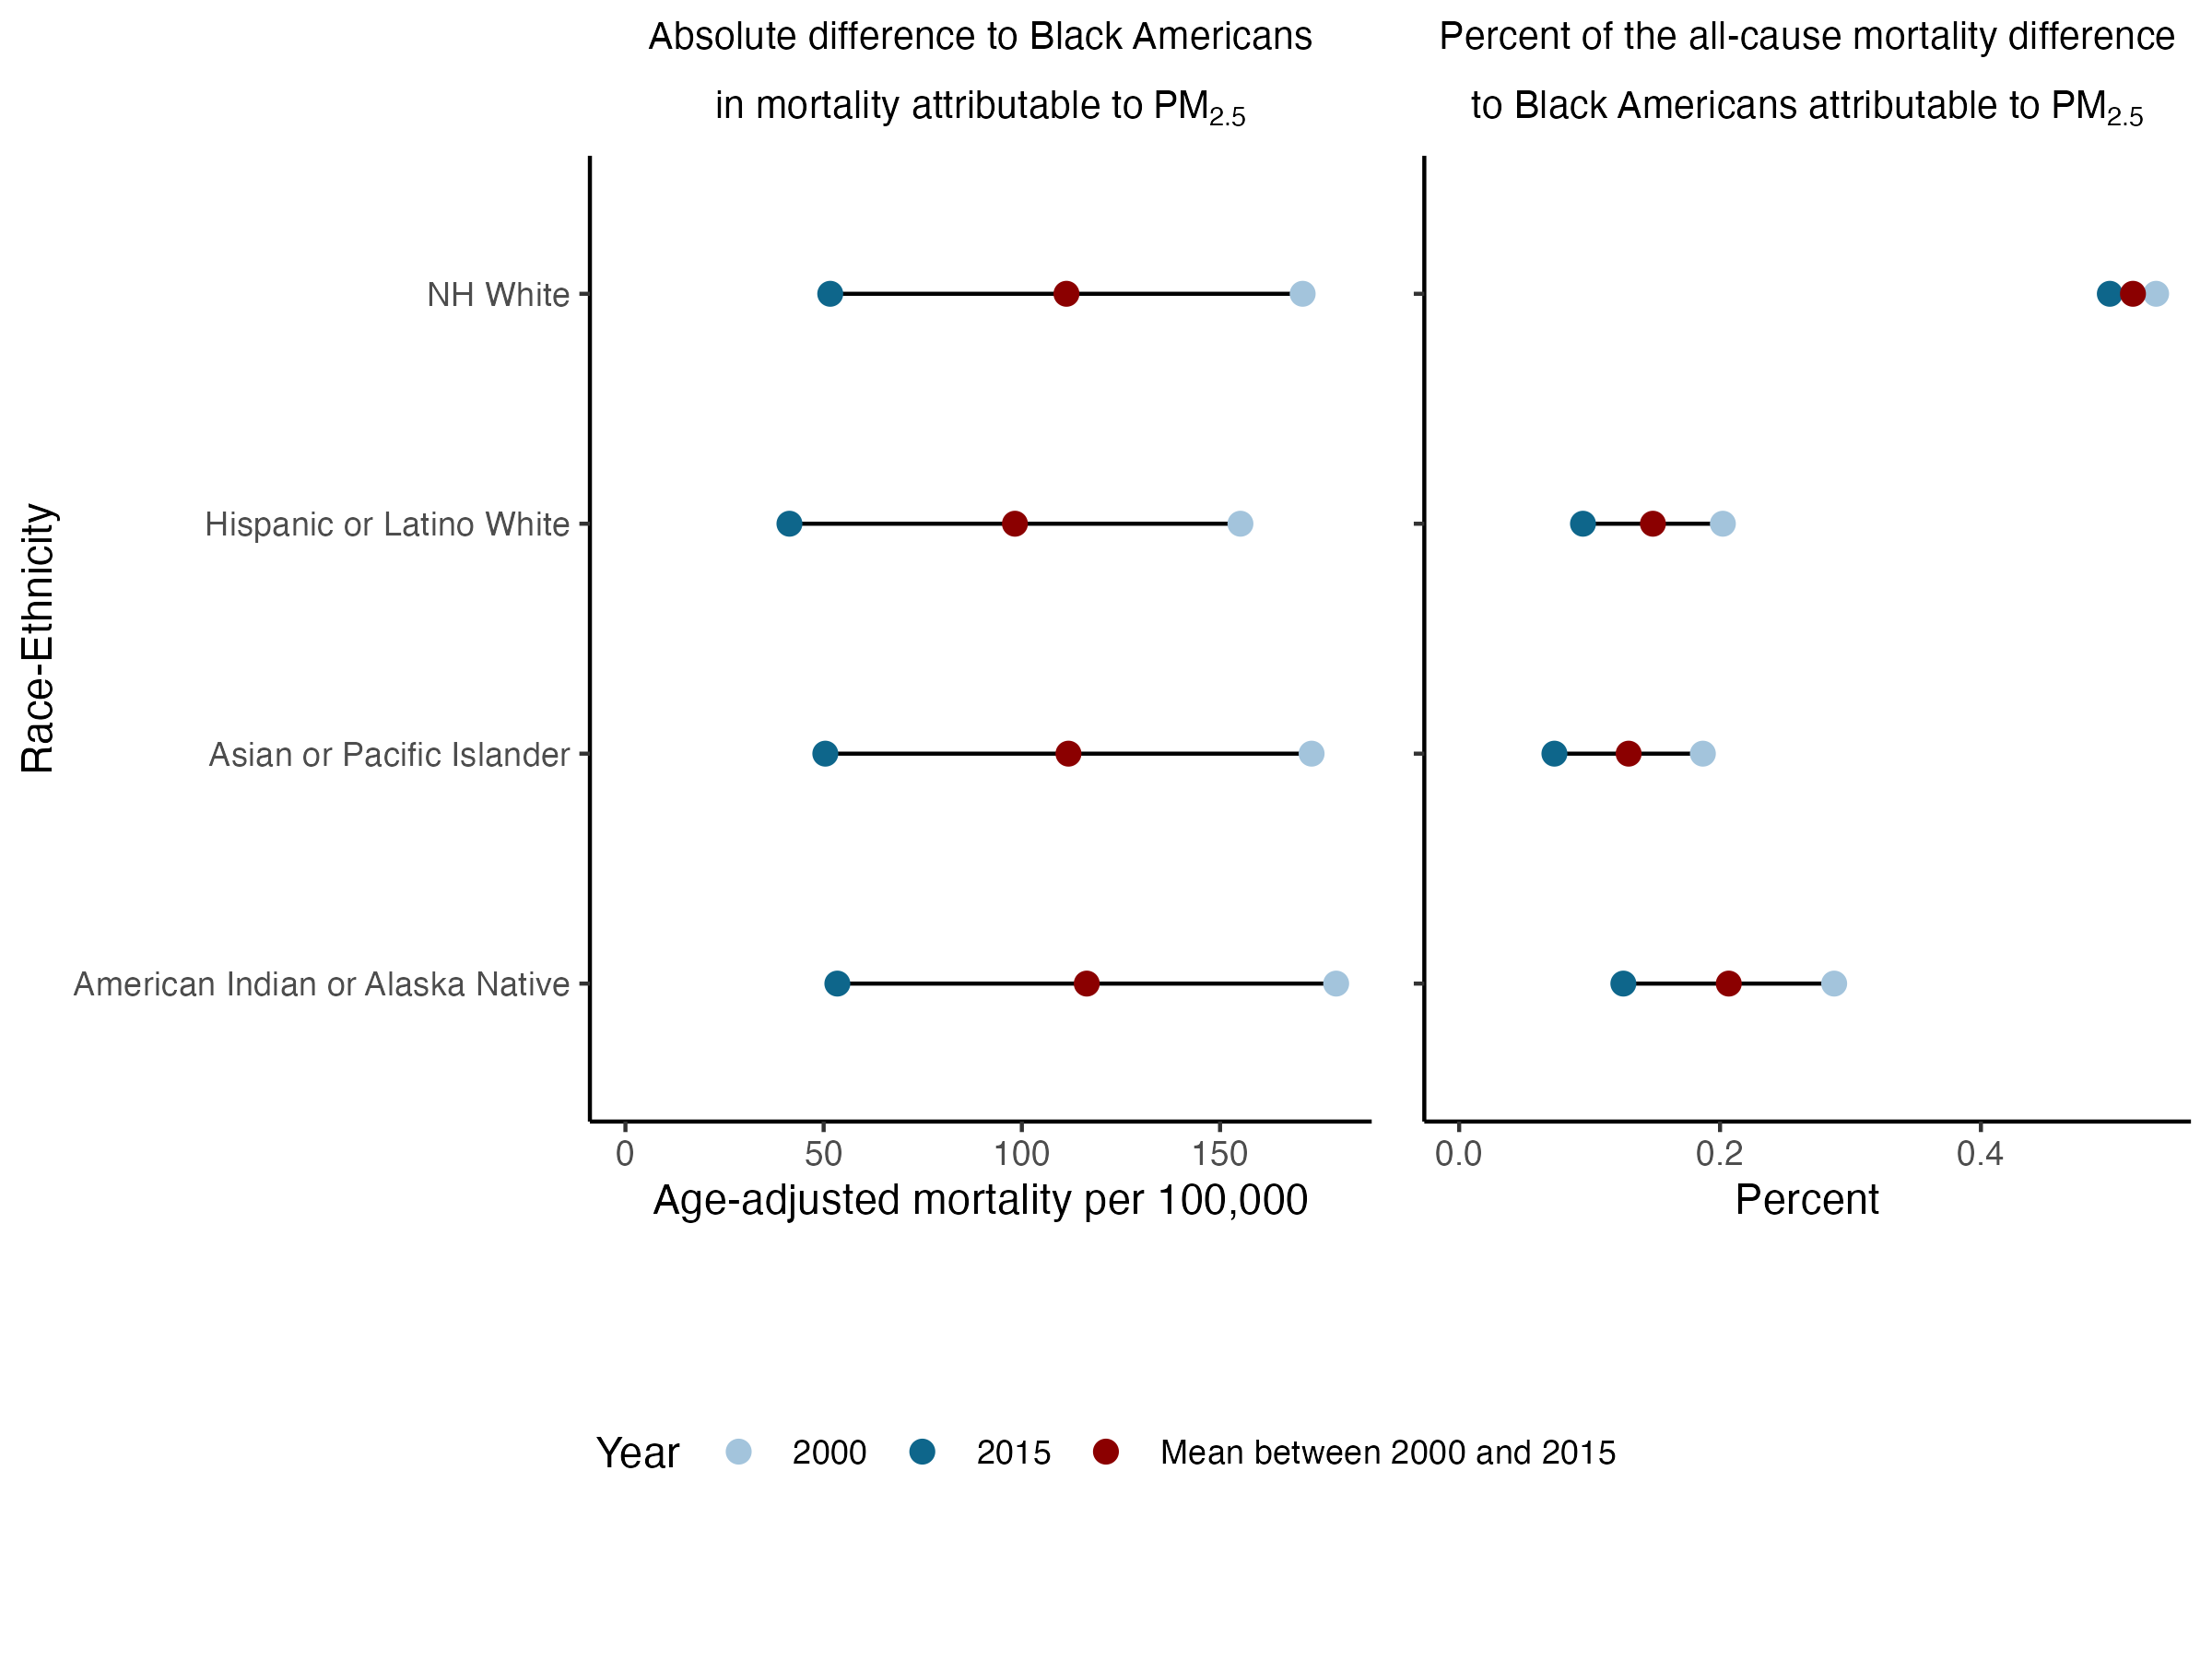 Absolute difference to Black Americans
in mortality attributable to PM2.5
Percent of the all-cause mortality difference
to Black Americans attributable to PM2.5
Race-Ethnicity
NH White
Hispanic or Latino White
Asian or Pacific Islander
American Indian or Alaska Native
0 50 100 150
Age-adjusted mortality per 100,000
0.0 0.2 0.4
Percent
Year 2000 2015 Mean between 2000 and 2015